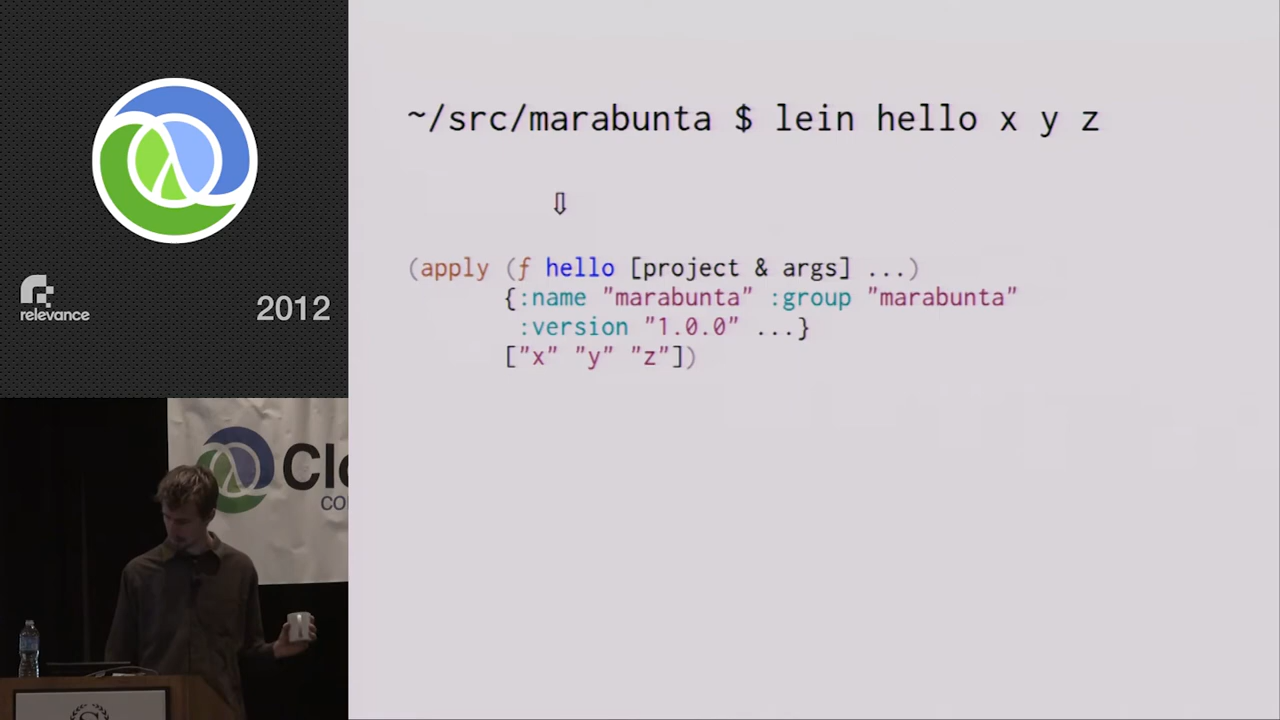 relevance
2012
Clo
CO
S
~/src/marabunta $ lein hello x y z
⇩
(apply (ƒ hello [project & args] ...)
{:name "marabunta" :group "marabunta"
:version "1.0.0" ...}
["x" "y" "z"])